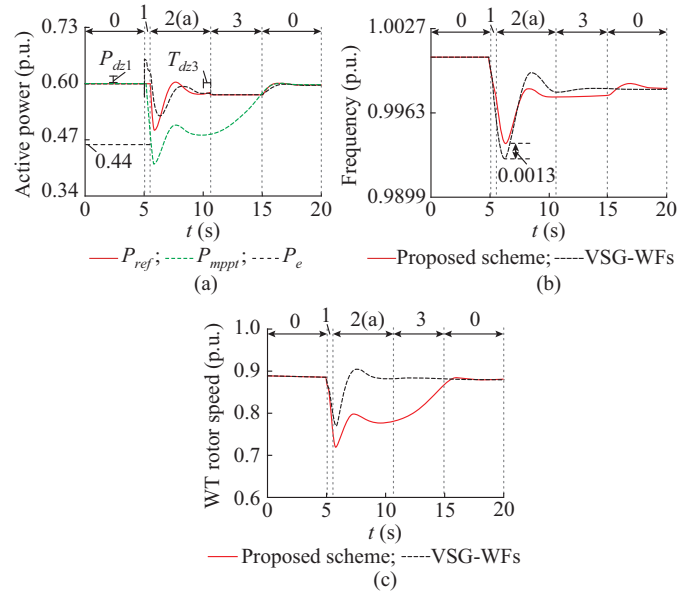 0 1 2(a) 3 0
0.73
0.60
0.47
0.34
Active power (p.u.)
P_dz1
T_dz3
0.44
0 5 10 15 20
t (s)
P_ref; P_mppt; P_e
(a)
0 1 2(a) 3 0
1.0027
0.9963
0.9899
Frequency (p.u.)
0.0013
0 5 10 15 20
t (s)
Proposed scheme; VSG-WFs
(b)
0 1 2(a) 3 0
1.0
0.9
0.8
0.7
0.6
WT rotor speed (p.u.)
0 5 10 15 20
t (s)
Proposed scheme; VSG-WFs
(c)